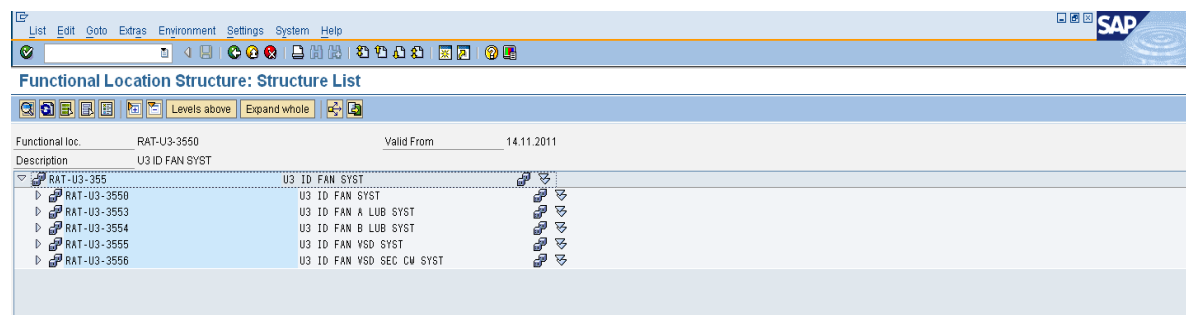 List Edit Goto Extras Environment Settings System Help
SAP
Functional Location Structure: Structure List
Levels above Expand whole
Functional loc. RAT-U3-3550 Valid From 14.11.2011
Description U3 ID FAN SYST
RAT-U3-355 U3 ID FAN SYST
RAT-U3-3550 U3 ID FAN SYST
RAT-U3-3553 U3 ID FAN A LUB SYST
RAT-U3-3554 U3 ID FAN B LUB SYST
RAT-U3-3555 U3 ID FAN VSD SYST
RAT-U3-3556 U3 ID FAN VSD SEC CW SYST